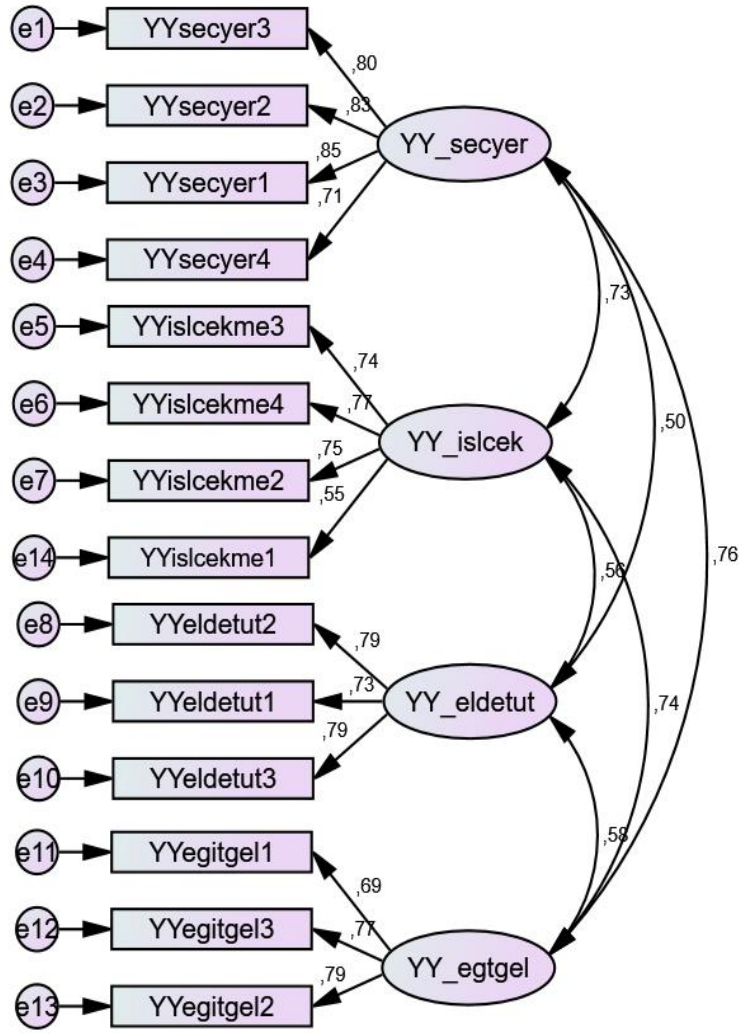 e1
YYsecyer3
,80
e2
YYsecyer2
,83
YY_secyer
e3
YYsecyer1
,85
,71
e4
YYsecyer4
,73
e5
YYislcekme3
,74
e6
YYislcekme4
,77
YY_islcek
,50
e7
YYislcekme2
,75
,55
e14
YYislcekme1
,56
,76
e8
YYeldetut2
,79
e9
YYeldetut1
,73
YY_eldetut
,74
e10
YYeldetut3
,79
e11
YYegitgel1
,58
,69
e12
YYegitgel3
,77
YY_egtgel
e13
YYegitgel2
,79